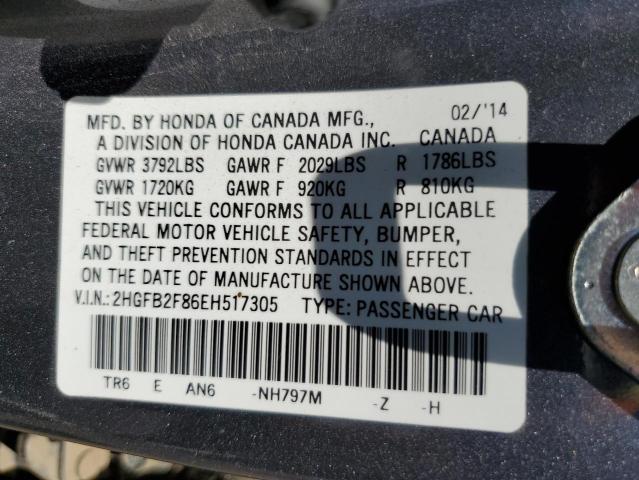 MFD. BY HONDA OF CANADA MFG., 02/'14
A DIVISION OF HONDA CANADA INC. CANADA
GVWR 3792LBS GAWR F 2029LBS R 1786LBS
GVWR 1720KG GAWR F 920KG R 810KG
THIS VEHICLE CONFORMS TO ALL APPLICABLE
FEDERAL MOTOR VEHICLE SAFETY, BUMPER,
AND THEFT PREVENTION STANDARDS IN EFFECT
ON THE DATE OF MANUFACTURE SHOWN ABOVE.
V.I.N.: 2HGFB2F86EH517305 TYPE: PASSENGER CAR
TR6 E AN6 -NH797M -Z -H